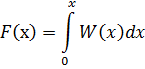 F(x) = ∫₀ˣ W(x)dx